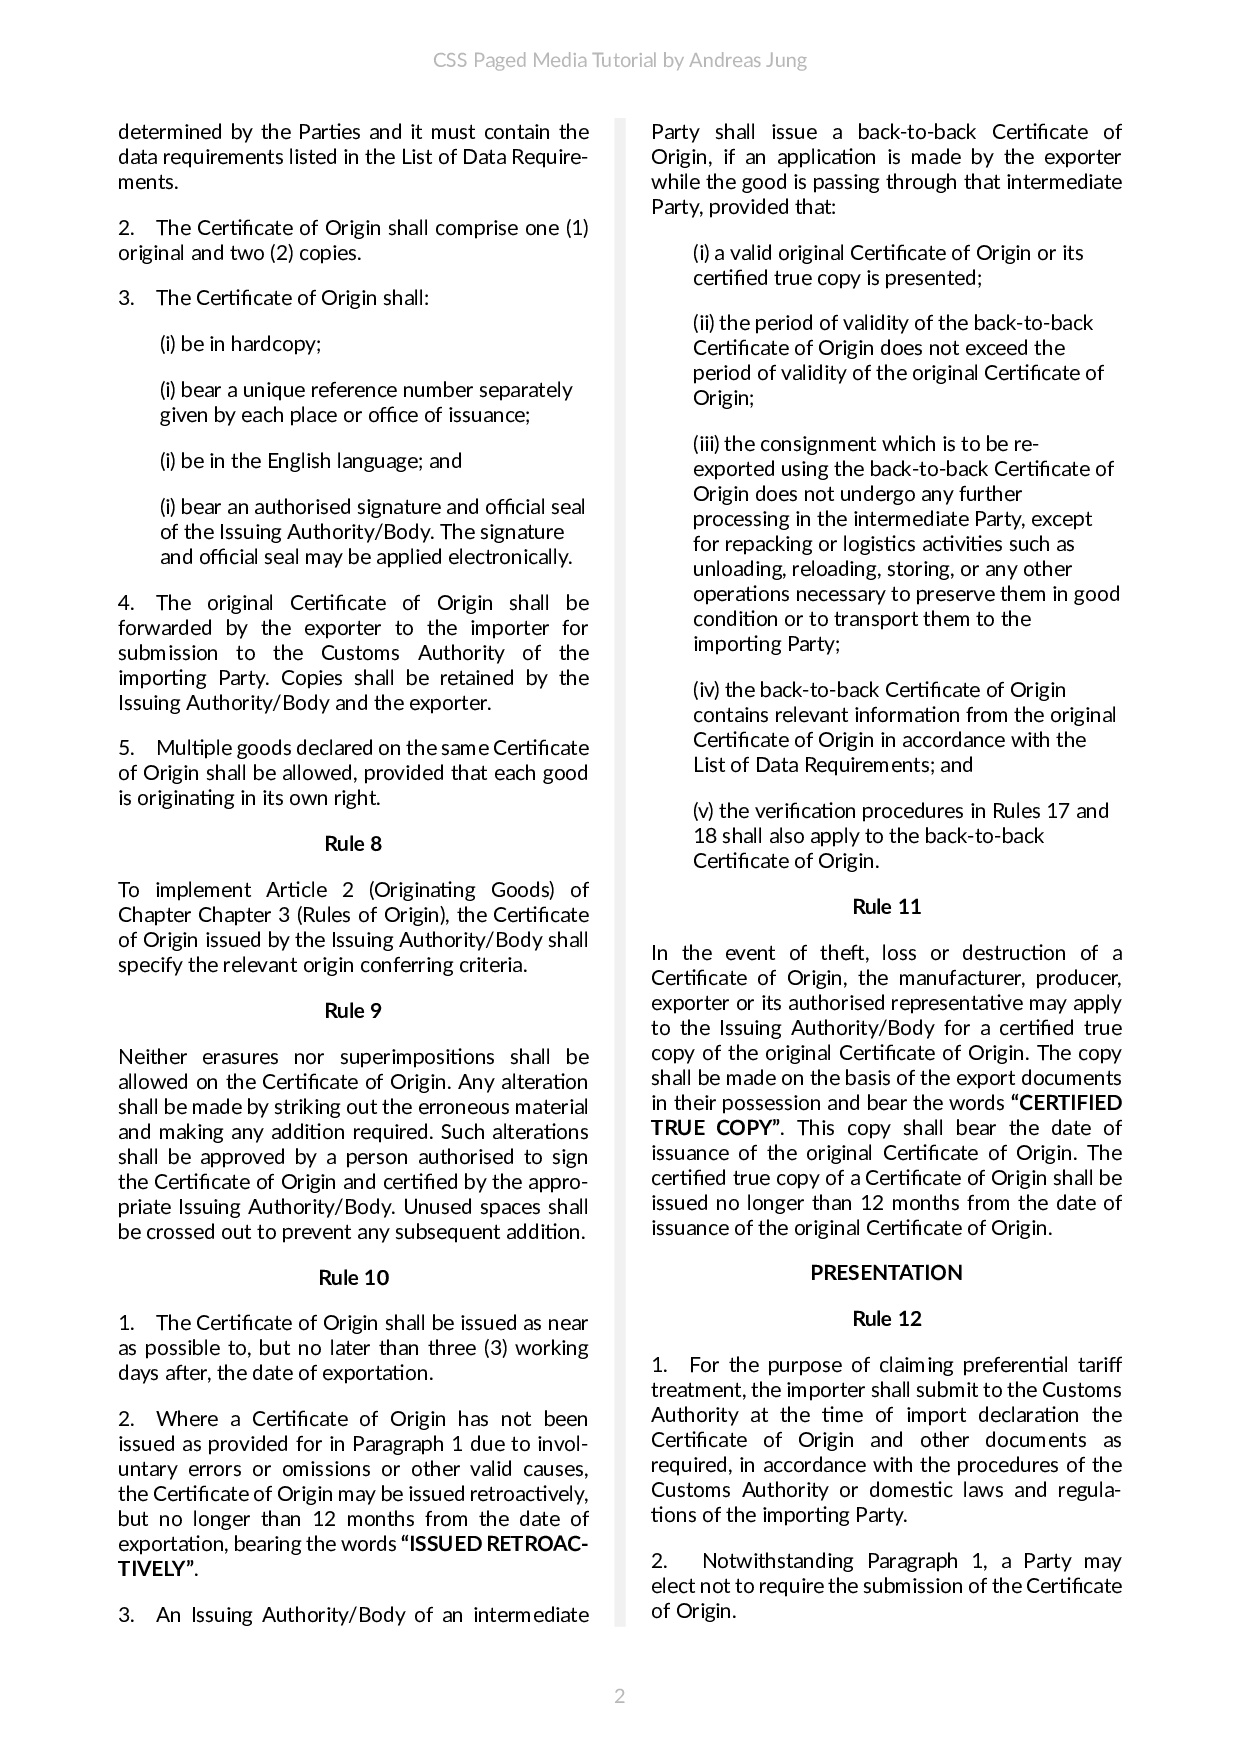 CSS Paged Media Tutorial by Andreas Jung
determined by the Parties and it must contain the
data requirements listed in the List of Data Require-
ments.
2. The Certificate of Origin shall comprise one (1)
original and two (2) copies.
3. The Certificate of Origin shall:
(i) be in hardcopy;
(i) bear a unique reference number separately
given by each place or office of issuance;
(i) be in the English language; and
(i) bear an authorised signature and official seal
of the Issuing Authority/Body. The signature
and official seal may be applied electronically.
4. The original Certificate of Origin shall be
forwarded by the exporter to the importer for
submission to the Customs Authority of the
importing Party. Copies shall be retained by the
Issuing Authority/Body and the exporter.
5. Multiple goods declared on the same Certificate
of Origin shall be allowed, provided that each good
is originating in its own right.
Rule 8
To implement Article 2 (Originating Goods) of
Chapter Chapter 3 (Rules of Origin), the Certificate
of Origin issued by the Issuing Authority/Body shall
specify the relevant origin conferring criteria.
Rule 9
Neither erasures nor superimpositions shall be
allowed on the Certificate of Origin. Any alteration
shall be made by striking out the erroneous material
and making any addition required. Such alterations
shall be approved by a person authorised to sign
the Certificate of Origin and certified by the appro-
priate Issuing Authority/Body. Unused spaces shall
be crossed out to prevent any subsequent addition.
Rule 10
1. The Certificate of Origin shall be issued as near
as possible to, but no later than three (3) working
days after, the date of exportation.
2. Where a Certificate of Origin has not been
issued as provided for in Paragraph 1 due to invol-
untary errors or omissions or other valid causes,
the Certificate of Origin may be issued retroactively,
but no longer than 12 months from the date of
exportation, bearing the words “ISSUED RETROAC-
TIVELY”.
3. An Issuing Authority/Body of an intermediate
Party shall issue a back-to-back Certificate of
Origin, if an application is made by the exporter
while the good is passing through that intermediate
Party, provided that:
(i) a valid original Certificate of Origin or its
certified true copy is presented;
(ii) the period of validity of the back-to-back
Certificate of Origin does not exceed the
period of validity of the original Certificate of
Origin;
(iii) the consignment which is to be re-
exported using the back-to-back Certificate of
Origin does not undergo any further
processing in the intermediate Party, except
for repacking or logistics activities such as
unloading, reloading, storing, or any other
operations necessary to preserve them in good
condition or to transport them to the
importing Party;
(iv) the back-to-back Certificate of Origin
contains relevant information from the original
Certificate of Origin in accordance with the
List of Data Requirements; and
(v) the verification procedures in Rules 17 and
18 shall also apply to the back-to-back
Certificate of Origin.
Rule 11
In the event of theft, loss or destruction of a
Certificate of Origin, the manufacturer, producer,
exporter or its authorised representative may apply
to the Issuing Authority/Body for a certified true
copy of the original Certificate of Origin. The copy
shall be made on the basis of the export documents
in their possession and bear the words “CERTIFIED
TRUE COPY”. This copy shall bear the date of
issuance of the original Certificate of Origin. The
certified true copy of a Certificate of Origin shall be
issued no longer than 12 months from the date of
issuance of the original Certificate of Origin.
PRESENTATION
Rule 12
1. For the purpose of claiming preferential tariff
treatment, the importer shall submit to the Customs
Authority at the time of import declaration the
Certificate of Origin and other documents as
required, in accordance with the procedures of the
Customs Authority or domestic laws and regula-
tions of the importing Party.
2. Notwithstanding Paragraph 1, a Party may
elect not to require the submission of the Certificate
of Origin.
2